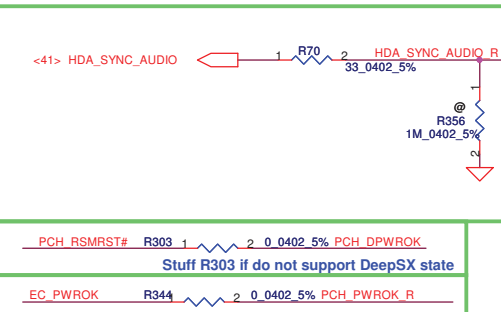 <41> HDA_SYNC_AUDIO 1 R70 2 HDA_SYNC_AUDIO_R
33_0402_5%
1
@
R356
1M_0402_5%
2
PCH_RSMRST# R303 1 2 0_0402_5% PCH_DPWROK
Stuff R303 if do not support DeepSX state
EC_PWROK R344 1 2 0_0402_5% PCH_PWROK_R